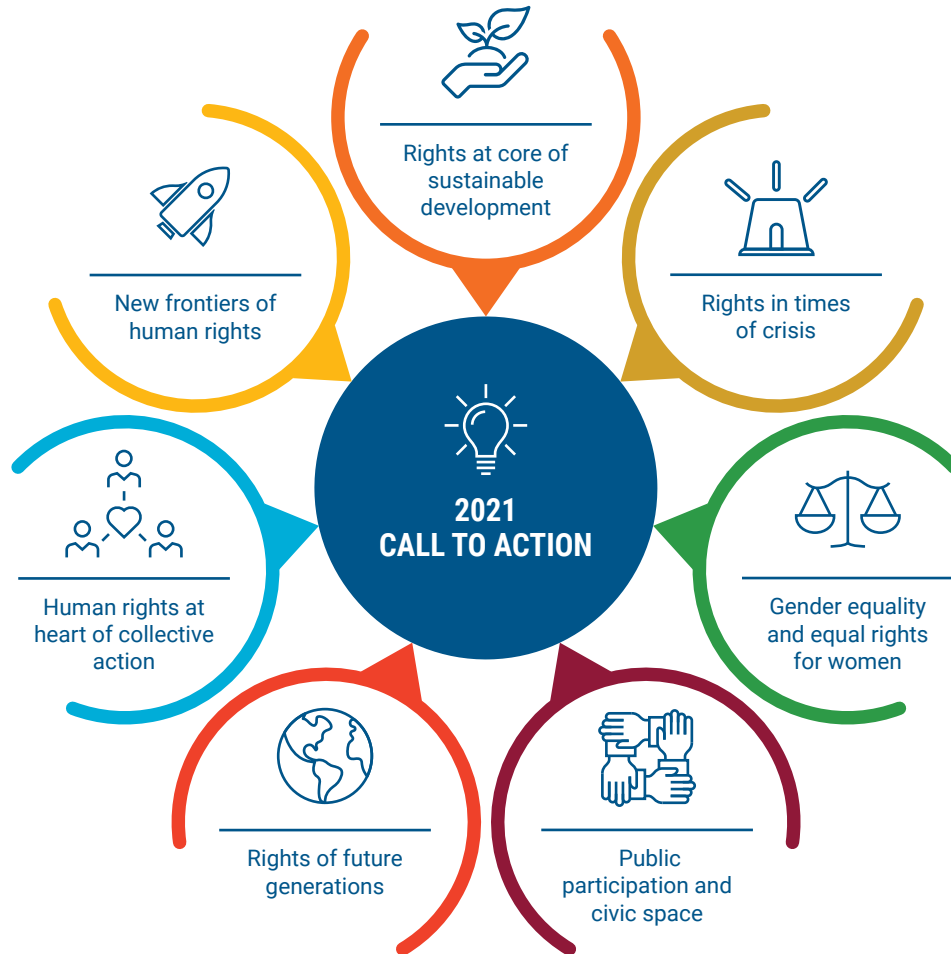 Rights at core of
sustainable
development
New frontiers of
human rights
Rights in times
of crisis
2021
CALL TO ACTION
Human rights at
heart of collective
action
Gender equality
and equal rights
for women
Rights of future
generations
Public
participation and
civic space